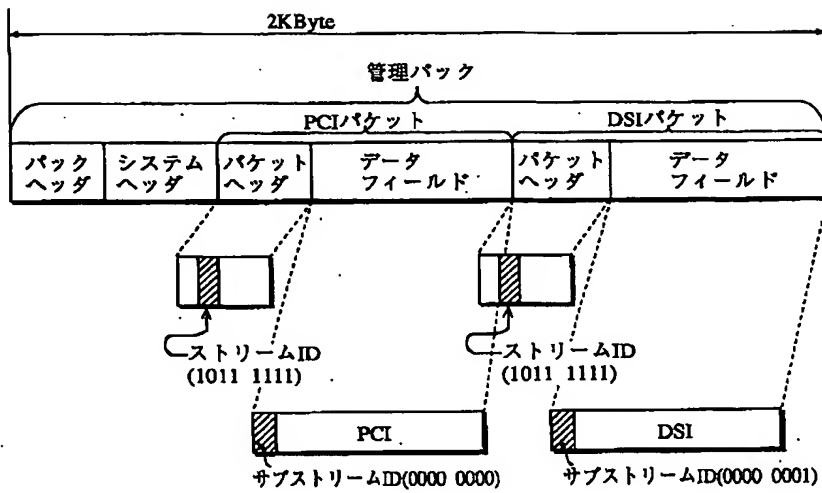 2KByte
管理パック
PCIパケット
DSIパケット
パック
ヘッダ
システム
ヘッダ
パケット
ヘッダ
データ
フィールド
パケット
ヘッダ
データ
フィールド
ストリームID
(1011 1111)
ストリームID
(1011 1111)
PCI
DSI
サブストリームID(0000 0000)
サブストリームID(0000 0001)